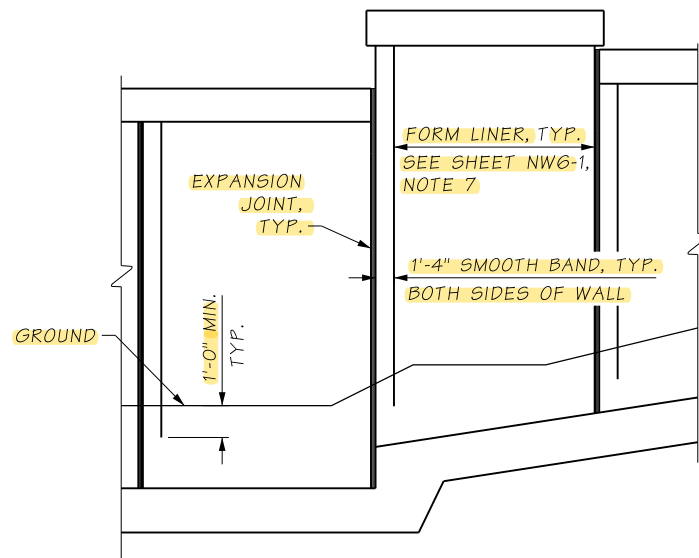 FORM LINER, TYP.
SEE SHEET NW6-1,
NOTE 7
EXPANSION
JOINT,
TYP.
1'-4" SMOOTH BAND, TYP.
BOTH SIDES OF WALL
GROUND
1'-0" MIN.
TYP.